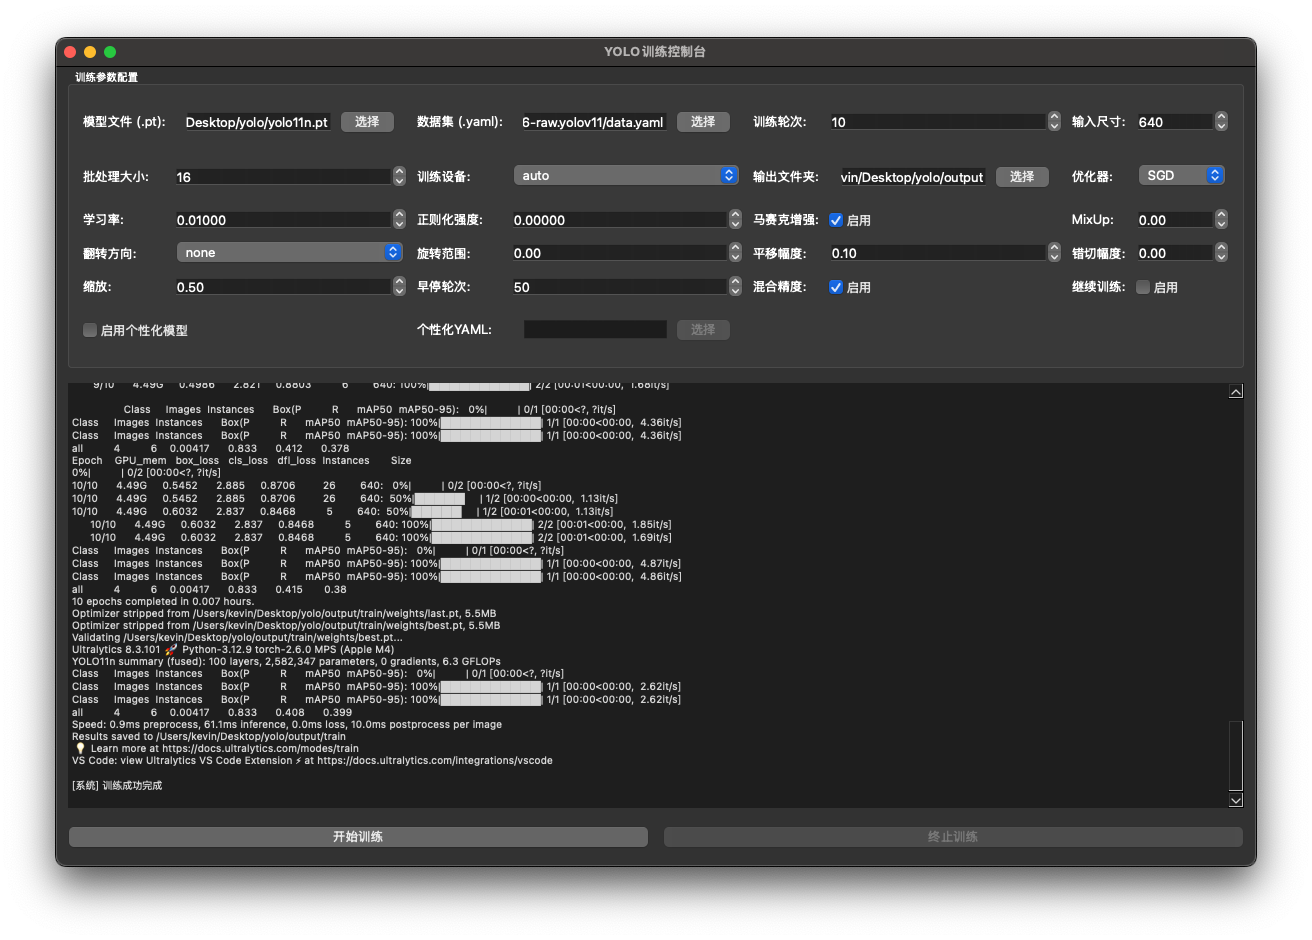 YOLO训练控制台
训练参数配置
模型文件 (.pt): Desktop/yolo/yolo11n.pt 选择 数据集 (.yaml): 6-raw.yolov11/data.yaml 选择 训练轮次: 10 输入尺寸: 640
批处理大小: 16 训练设备: auto 输出文件夹: vin/Desktop/yolo/output 选择 优化器: SGD
学习率: 0.01000 正则化强度: 0.00000 马赛克增强: 启用 MixUp: 0.00
翻转方向: none 旋转范围: 0.00 平移幅度: 0.10 错切幅度: 0.00
缩放: 0.50 早停轮次: 50 混合精度: 启用 继续训练: 启用
启用个性化模型 个性化YAML: 选择
9/10 4.49G 0.4986 2.821 0.8803 6 640: 100%| | 2/2 [00:01<00:00, 1.68it/s]
Class Images Instances Box(P R mAP50 mAP50-95): 0%| | 0/1 [00:00<?, ?it/s]
Class Images Instances Box(P R mAP50 mAP50-95): 100%| | 1/1 [00:00<00:00, 4.36it/s]
Class Images Instances Box(P R mAP50 mAP50-95): 100%| | 1/1 [00:00<00:00, 4.36it/s]
all 4 6 0.00417 0.833 0.412 0.378
Epoch GPU_mem box_loss cls_loss dfl_loss Instances Size
0%| | 0/2 [00:00<?, ?it/s]
10/10 4.49G 0.5452 2.885 0.8706 26 640: 0%| | 0/2 [00:00<?, ?it/s]
10/10 4.49G 0.5452 2.885 0.8706 26 640: 50%| | 1/2 [00:00<00:00, 1.13it/s]
10/10 4.49G 0.6032 2.837 0.8468 5 640: 50%| | 1/2 [00:01<00:00, 1.13it/s]
10/10 4.49G 0.6032 2.837 0.8468 5 640: 100%| | 2/2 [00:01<00:00, 1.85it/s]
10/10 4.49G 0.6032 2.837 0.8468 5 640: 100%| | 2/2 [00:01<00:00, 1.69it/s]
Class Images Instances Box(P R mAP50 mAP50-95): 0%| | 0/1 [00:00<?, ?it/s]
Class Images Instances Box(P R mAP50 mAP50-95): 100%| | 1/1 [00:00<00:00, 4.87it/s]
Class Images Instances Box(P R mAP50 mAP50-95): 100%| | 1/1 [00:00<00:00, 4.86it/s]
all 4 6 0.00417 0.833 0.415 0.38
10 epochs completed in 0.007 hours.
Optimizer stripped from /Users/kevin/Desktop/yolo/output/train/weights/last.pt, 5.5MB
Optimizer stripped from /Users/kevin/Desktop/yolo/output/train/weights/best.pt, 5.5MB
Validating /Users/kevin/Desktop/yolo/output/train/weights/best.pt...
Ultralytics 8.3.101 🚀 Python-3.12.9 torch-2.6.0 MPS (Apple M4)
YOLO11n summary (fused): 100 layers, 2,582,347 parameters, 0 gradients, 6.3 GFLOPs
Class Images Instances Box(P R mAP50 mAP50-95): 0%| | 0/1 [00:00<?, ?it/s]
Class Images Instances Box(P R mAP50 mAP50-95): 100%| | 1/1 [00:00<00:00, 2.62it/s]
Class Images Instances Box(P R mAP50 mAP50-95): 100%| | 1/1 [00:00<00:00, 2.62it/s]
all 4 6 0.00417 0.833 0.408 0.399
Speed: 0.9ms preprocess, 61.1ms inference, 0.0ms loss, 10.0ms postprocess per image
Results saved to /Users/kevin/Desktop/yolo/output/train
💡 Learn more at https://docs.ultralytics.com/modes/train
VS Code: view Ultralytics VS Code Extension ⚡ at https://docs.ultralytics.com/integrations/vscode
[系统] 训练成功完成
开始训练 终止训练